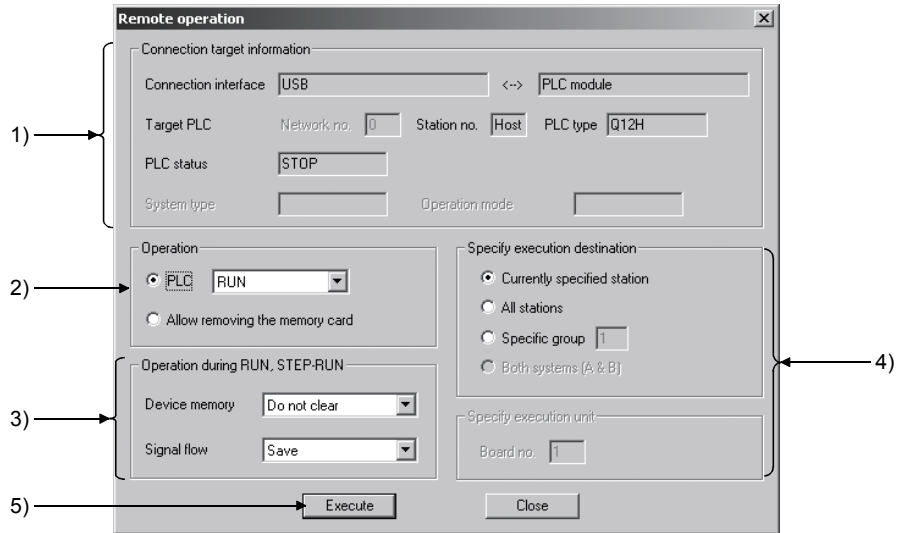 Remote operation
1)
Connection target information
Connection interface USB <--> PLC module
Target PLC Network no. 0 Station no. Host PLC type Q12H
PLC status STOP
System type Operation mode
2)
Operation
PLC RUN
Allow removing the memory card
3)
Operation during RUN, STEP-RUN
Device memory Do not clear
Signal flow Save
4)
Specify execution destination
Currently specified station
All stations
Specific group 1
Both systems (A & B)
Specify execution unit
Board no. 1
5)
Execute Close